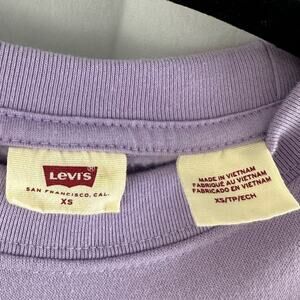 Levi's
SAN FRANCISCO, CAL.
XS
MADE IN VIETNAM
FABRIQUÉ AU VIETNAM
FABRICADO EN VIETNAM
XS/TP/ECH